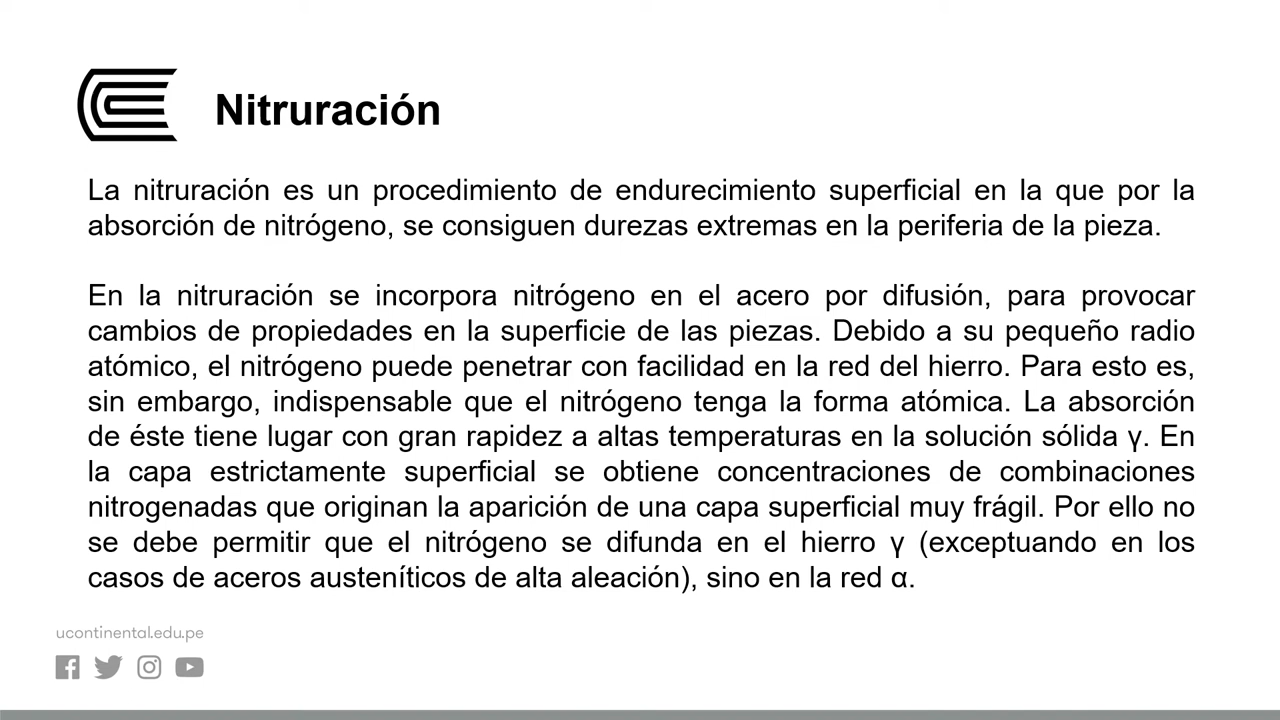 Nitruración
La nitruración es un procedimiento de endurecimiento superficial en la que por la
absorción de nitrógeno, se consiguen durezas extremas en la periferia de la pieza.
En la nitruración se incorpora nitrógeno en el acero por difusión, para provocar
cambios de propiedades en la superficie de las piezas. Debido a su pequeño radio
atómico, el nitrógeno puede penetrar con facilidad en la red del hierro. Para esto es,
sin embargo, indispensable que el nitrógeno tenga la forma atómica. La absorción
de éste tiene lugar con gran rapidez a altas temperaturas en la solución sólida γ. En
la capa estrictamente superficial se obtiene concentraciones de combinaciones
nitrogenadas que originan la aparición de una capa superficial muy frágil. Por ello no
se debe permitir que el nitrógeno se difunda en el hierro γ (exceptuando en los
casos de aceros austeníticos de alta aleación), sino en la red α.
ucontinental.edu.pe